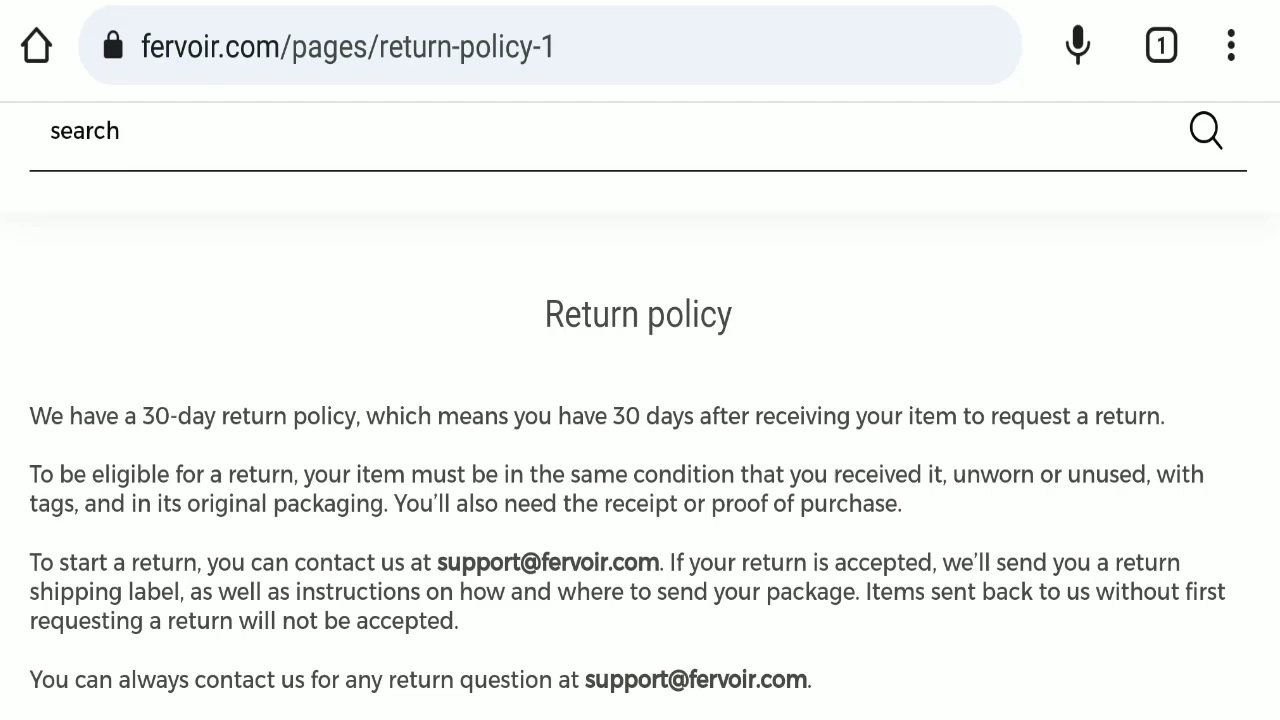 fervoir.com/pages/return-policy-1
1
search
Return policy
We have a 30-day return policy, which means you have 30 days after receiving your item to request a return.
To be eligible for a return, your item must be in the same condition that you received it, unworn or unused, with
tags, and in its original packaging. You’ll also need the receipt or proof of purchase.
To start a return, you can contact us at support@fervoir.com. If your return is accepted, we’ll send you a return
shipping label, as well as instructions on how and where to send your package. Items sent back to us without first
requesting a return will not be accepted.
You can always contact us for any return question at support@fervoir.com.